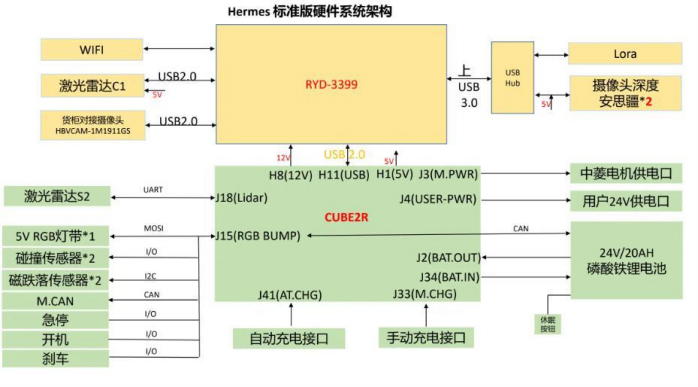 Hermes 标准版硬件系统架构
WIFI
激光雷达C1
USB2.0
5V
货柜对接摄像头
HBVCAM-1M1911GS
USB2.0
RYD-3399
上
USB
3.0
USB
Hub
Lora
5V
摄像头深度
安思疆*2
12V
USB 2.0
5V
H8(12V)
H11(USB)
H1(5V)
J3(M.PWR)
中菱电机供电口
J4(USER-PWR)
用户24V供电口
激光雷达S2
UART
J18(Lidar)
CUBE2R
5V RGB灯带*1
MOSI
J15(RGB BUMP)
CAN
碰撞传感器*2
I/O
磁跌落传感器*2
I2C
M.CAN
CAN
急停
I/O
开机
I/O
刹车
I/O
J2(BAT.OUT)
J34(BAT.IN)
24V/20AH
磷酸铁锂电池
休眠
按钮
J41(AT.CHG)
J33(M.CHG)
自动充电接口
手动充电接口